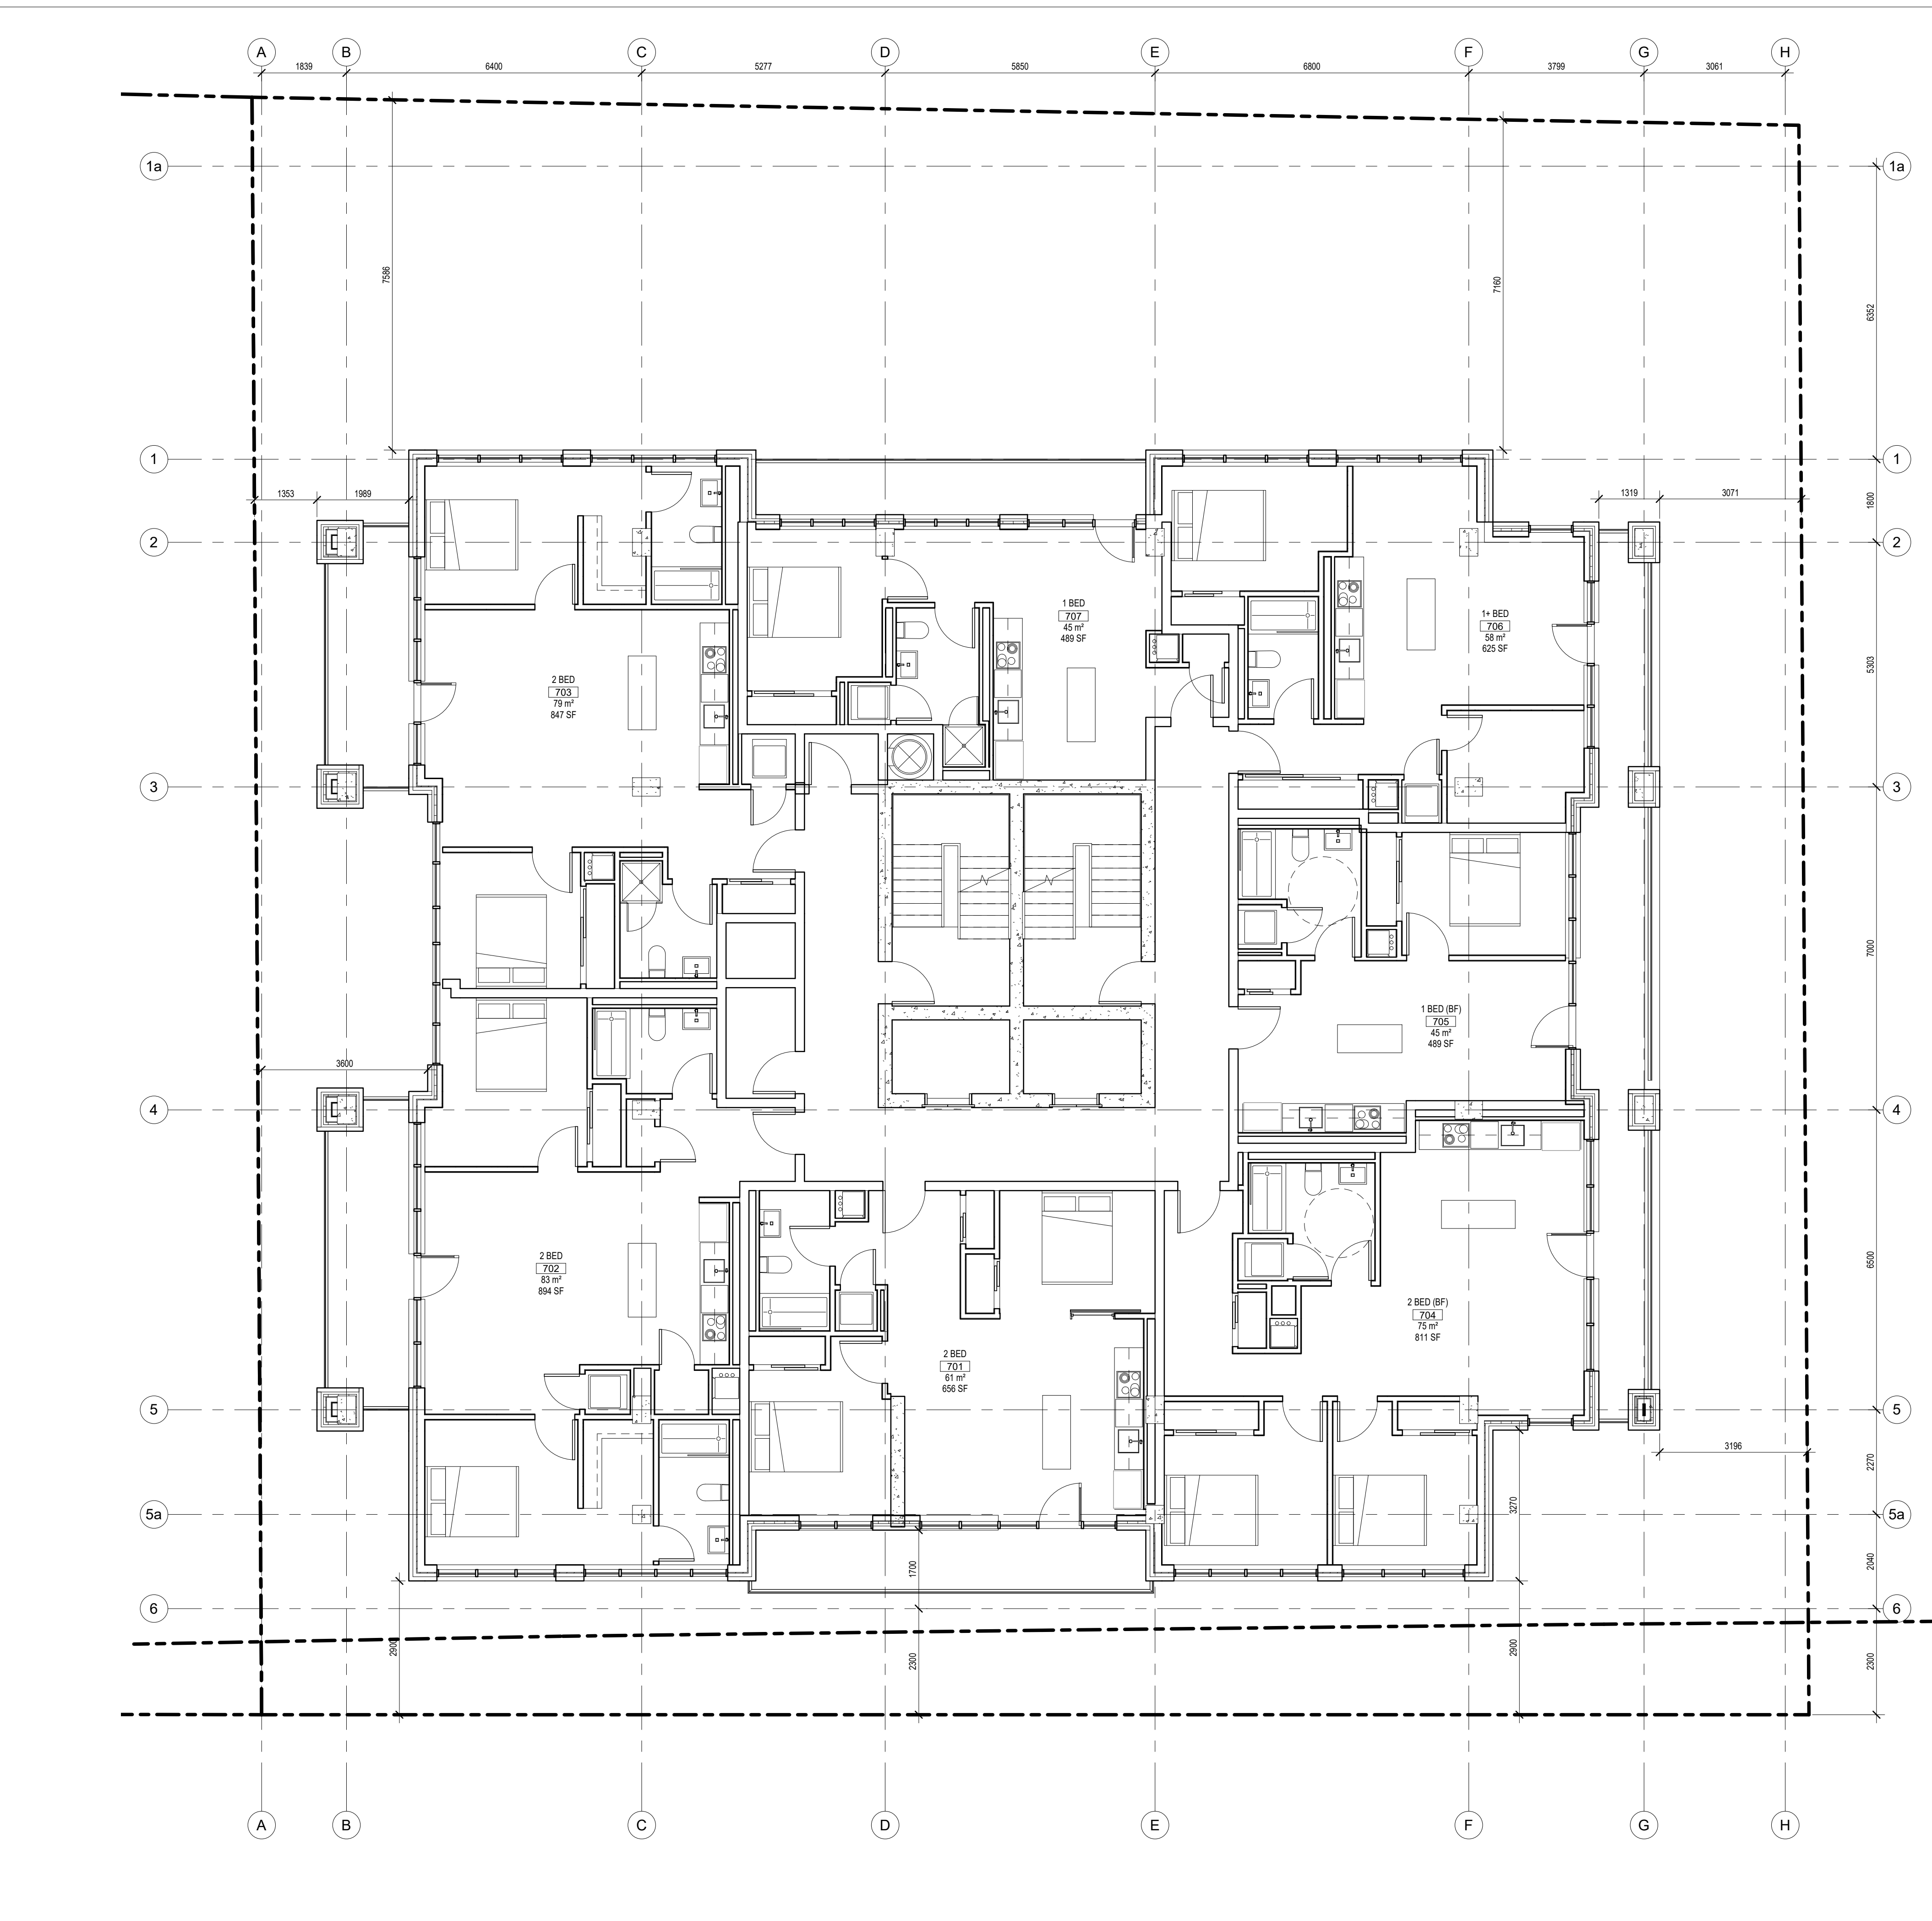 A
B
C
D
E
F
G
H
1839
6400
5277
5850
6800
3799
3061
1a
1a
7586
7160
6352
1
1
1353
1989
1319
3071
1800
2
2
1 BED
707
45 m²
489 SF
1+ BED
706
58 m²
625 SF
5303
2 BED
703
79 m²
847 SF
3
3
7000
1 BED (BF)
705
45 m²
489 SF
3600
4
4
2 BED
702
83 m²
894 SF
6500
2 BED (BF)
704
75 m²
811 SF
2 BED
701
61 m²
656 SF
5
5
3196
2270
3270
5a
5a
1700
2040
6
6
2900
2300
2900
2300
A
B
C
D
E
F
G
H